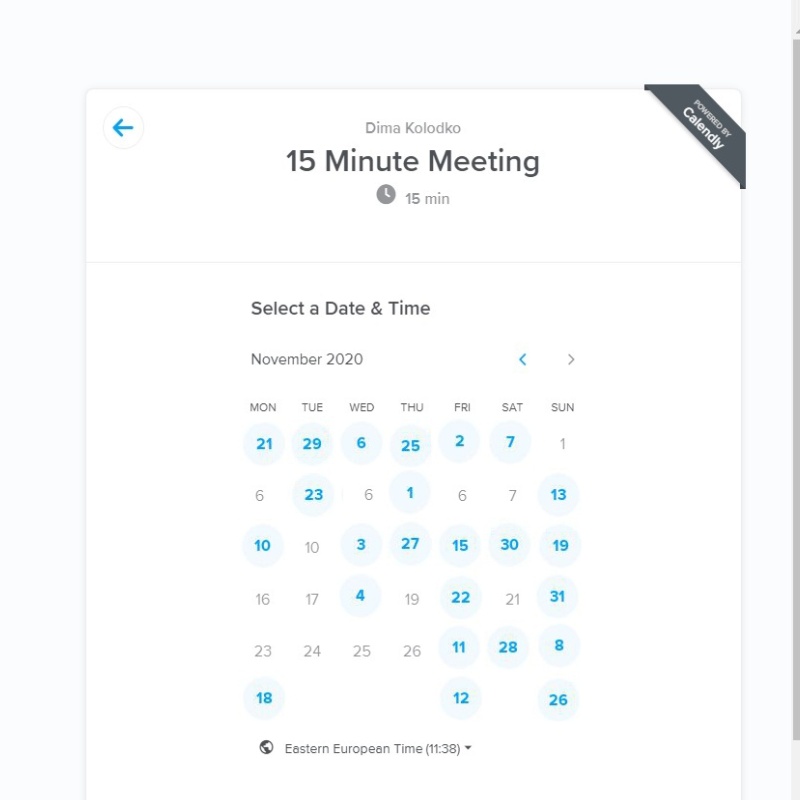 POWERED BY
Calendly
Dima Kolodko
15 Minute Meeting
15 min
Select a Date & Time
November 2020
MON TUE WED THU FRI SAT SUN
21 29 6 25 2 7 1
6 23 6 1 6 7 13
10 10 3 27 15 30 19
16 17 4 19 22 21 31
23 24 25 26 11 28 8
18 12 26
Eastern European Time (11:38)